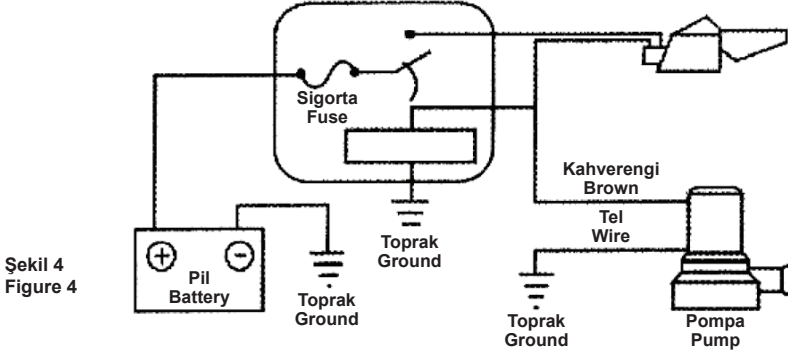 Sigorta
Fuse
Kahverengi
Brown
Tel
Wire
Toprak
Ground
Şekil 4
Figure 4
+
-
Pil
Battery
Toprak
Ground
Toprak
Ground
Pompa
Pump